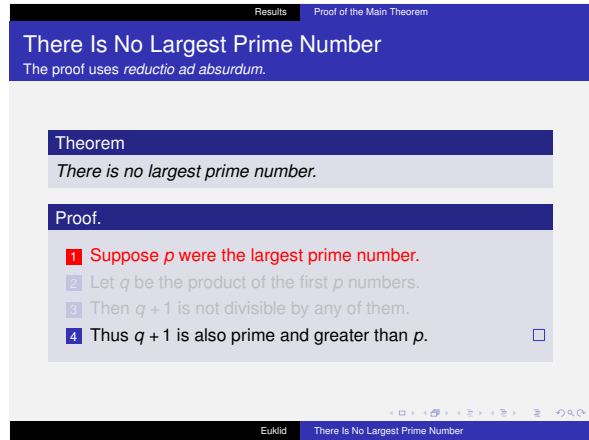 Results Proof of the Main Theorem
There Is No Largest Prime Number
The proof uses reductio ad absurdum.
Theorem
There is no largest prime number.
Proof.
1 Suppose p were the largest prime number.
2 Let q be the product of the first p numbers.
3 Then q + 1 is not divisible by any of them.
4 Thus q + 1 is also prime and greater than p.
Euklid There Is No Largest Prime Number